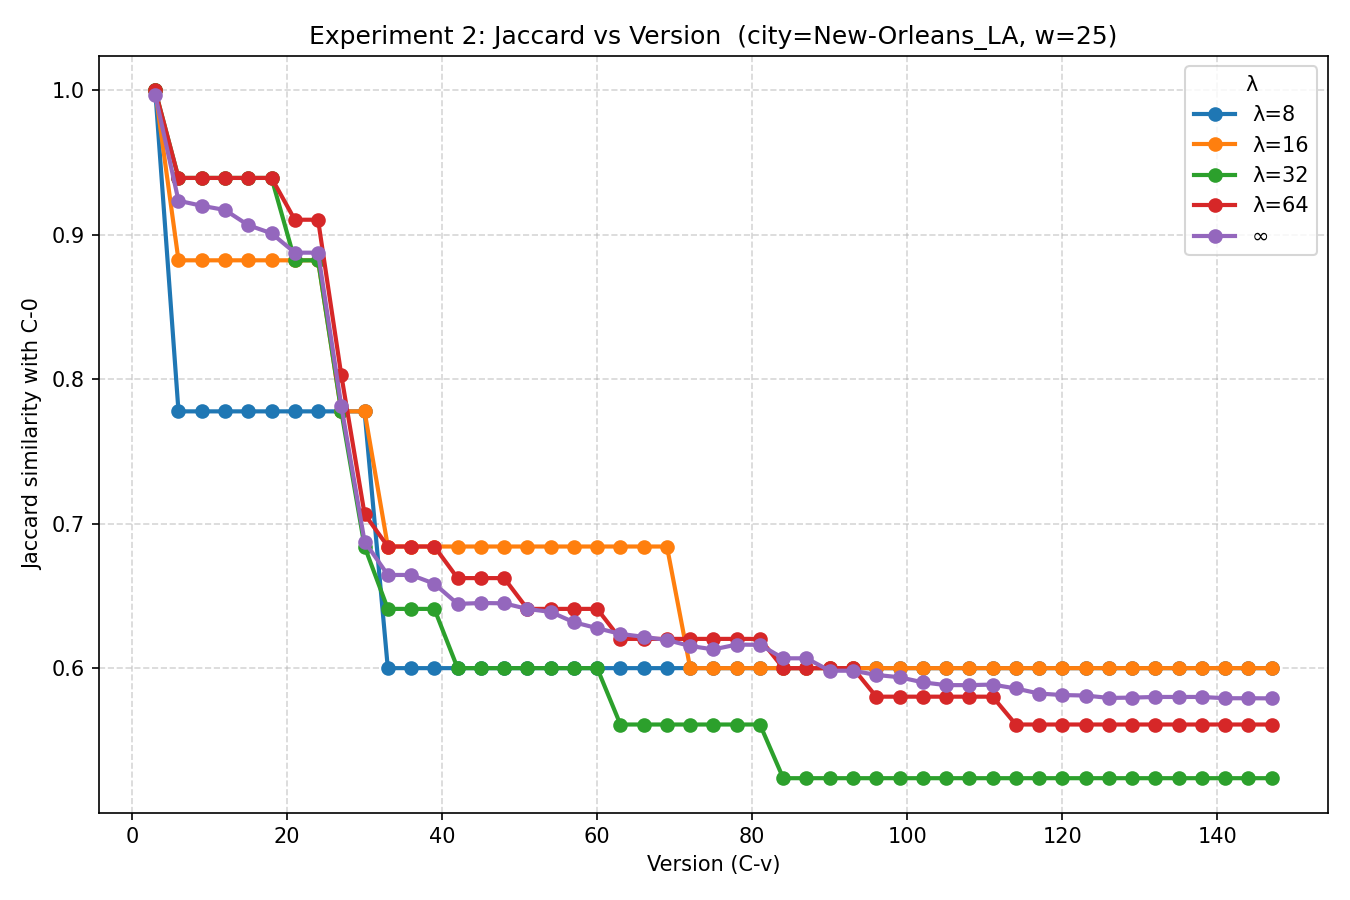 Experiment 2: Jaccard vs Version (city=New-Orleans_LA, w=25)
Jaccard similarity with C-0
1.0
0.9
0.8
0.7
0.6
λ
λ=8
λ=16
λ=32
λ=64
∞
0 20 40 60 80 100 120 140
Version (C-v)